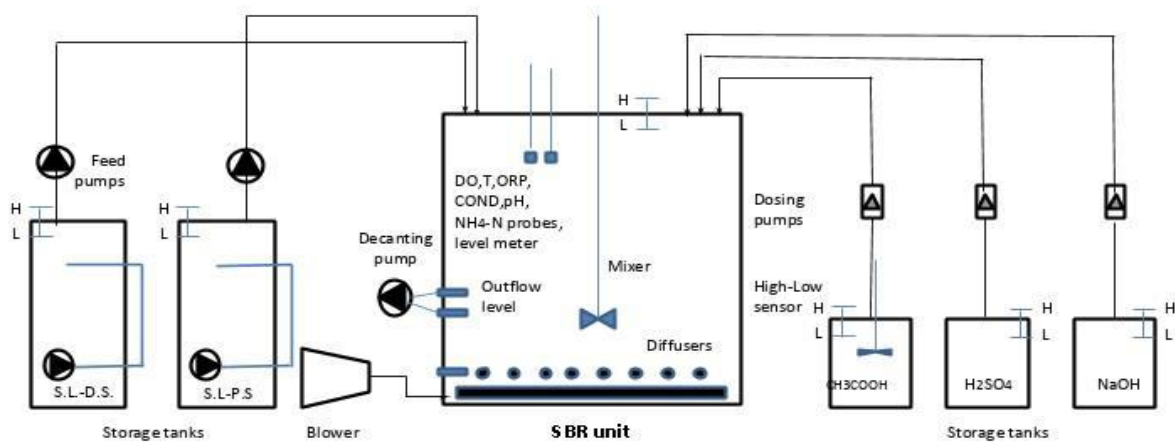 H
L
Feed
pumps
H
L
H
L
S.L.-D.S.
S.L-P.S
Storage tanks
Blower
Decanting
pump
Outflow
level
DO,T,ORP,
COND,pH,
NH4-N probes,
level meter
H
L
Mixer
Diffusers
SBR unit
Dosing
pumps
High-Low
sensor
H
L
CH3COOH
H
L
H2SO4
H
L
NaOH
Storage tanks